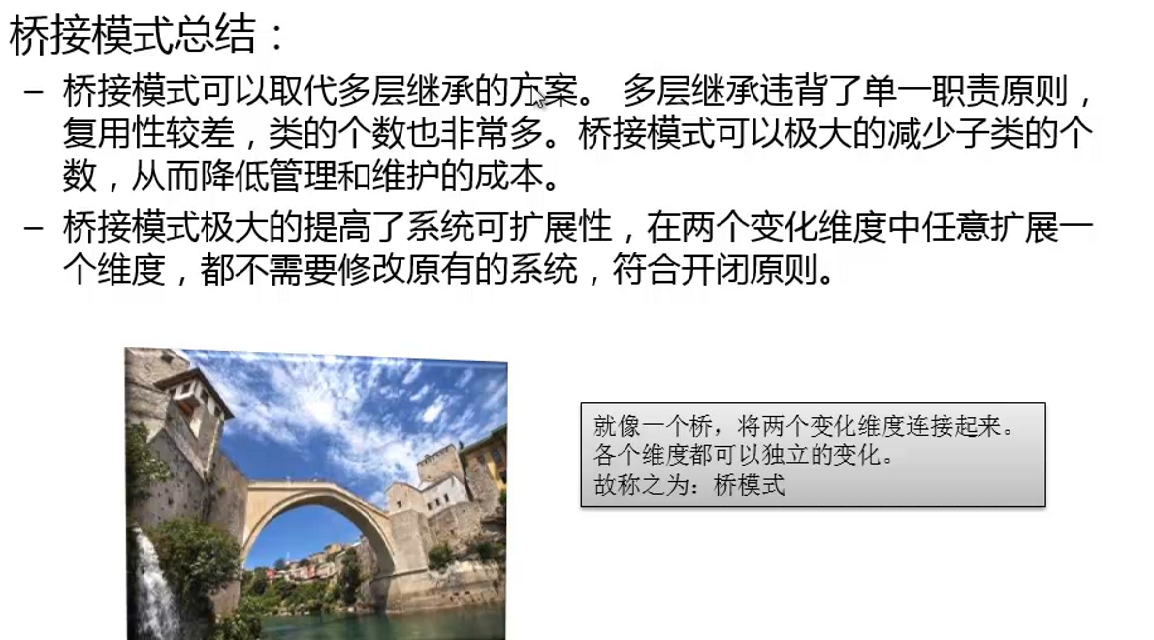 桥接模式总结：
– 桥接模式可以取代多层继承的方案。 多层继承违背了单一职责原则，
复用性较差，类的个数也非常多。桥接模式可以极大的减少子类的个
数，从而降低管理和维护的成本。
– 桥接模式极大的提高了系统可扩展性，在两个变化维度中任意扩展一
个维度，都不需要修改原有的系统，符合开闭原则。
就像一个桥，将两个变化维度连接起来。
各个维度都可以独立的变化。
故称之为：桥模式